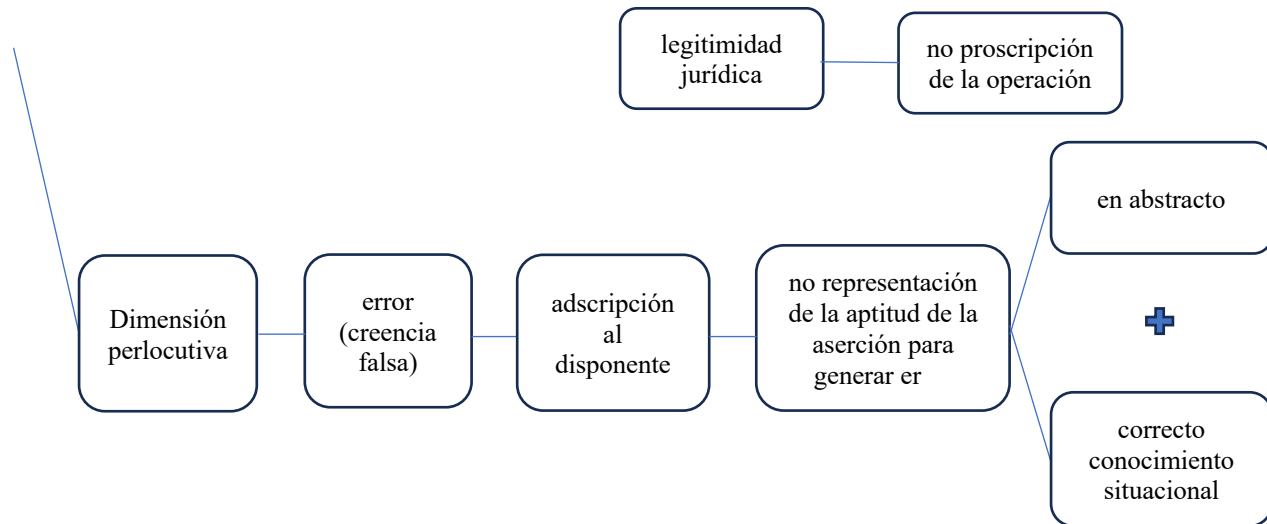 legitimidad
jurídica
no proscripción
de la operación
en abstracto
Dimensión
perlocutiva
error
(creencia
falsa)
adscripción
al
disponente
no representación
de la aptitud de la
aserción para
generar er
correcto
conocimiento
situacional